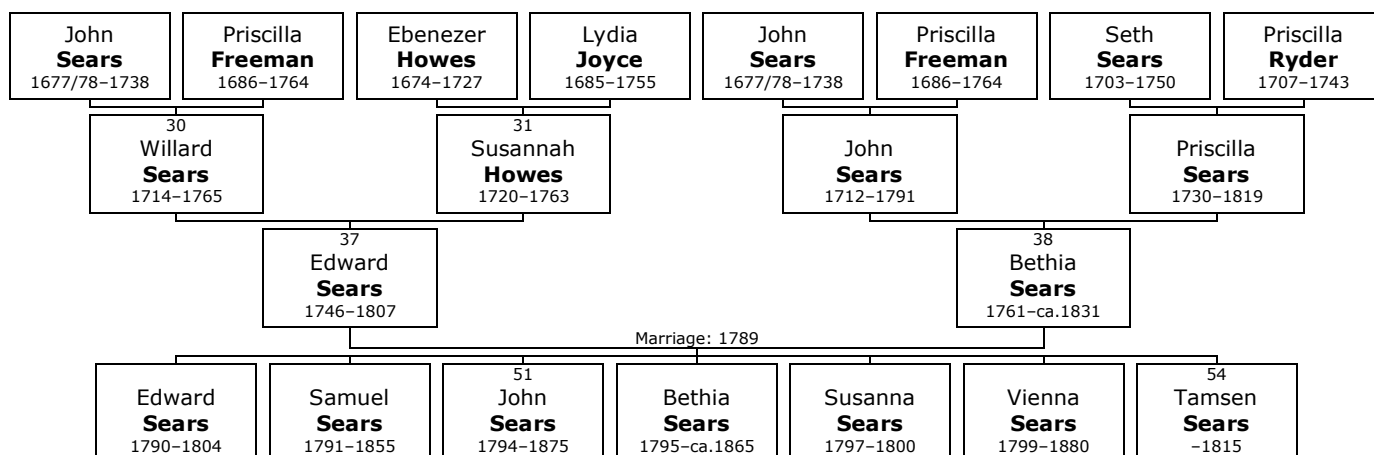 John
Sears
1677/78–1738
Priscilla
Freeman
1686–1764
Ebenezer
Howes
1674–1727
Lydia
Joyce
1685–1755
John
Sears
1677/78–1738
Priscilla
Freeman
1686–1764
Seth
Sears
1703–1750
Priscilla
Ryder
1707–1743
30
Willard
Sears
1714–1765
31
Susannah
Howes
1720–1763
John
Sears
1712–1791
Priscilla
Sears
1730–1819
37
Edward
Sears
1746–1807
38
Bethia
Sears
1761–ca.1831
Marriage: 1789
Edward
Sears
1790–1804
Samuel
Sears
1791–1855
51
John
Sears
1794–1875
Bethia
Sears
1795–ca.1865
Susanna
Sears
1797–1800
Vienna
Sears
1799–1880
54
Tamsen
Sears
–1815